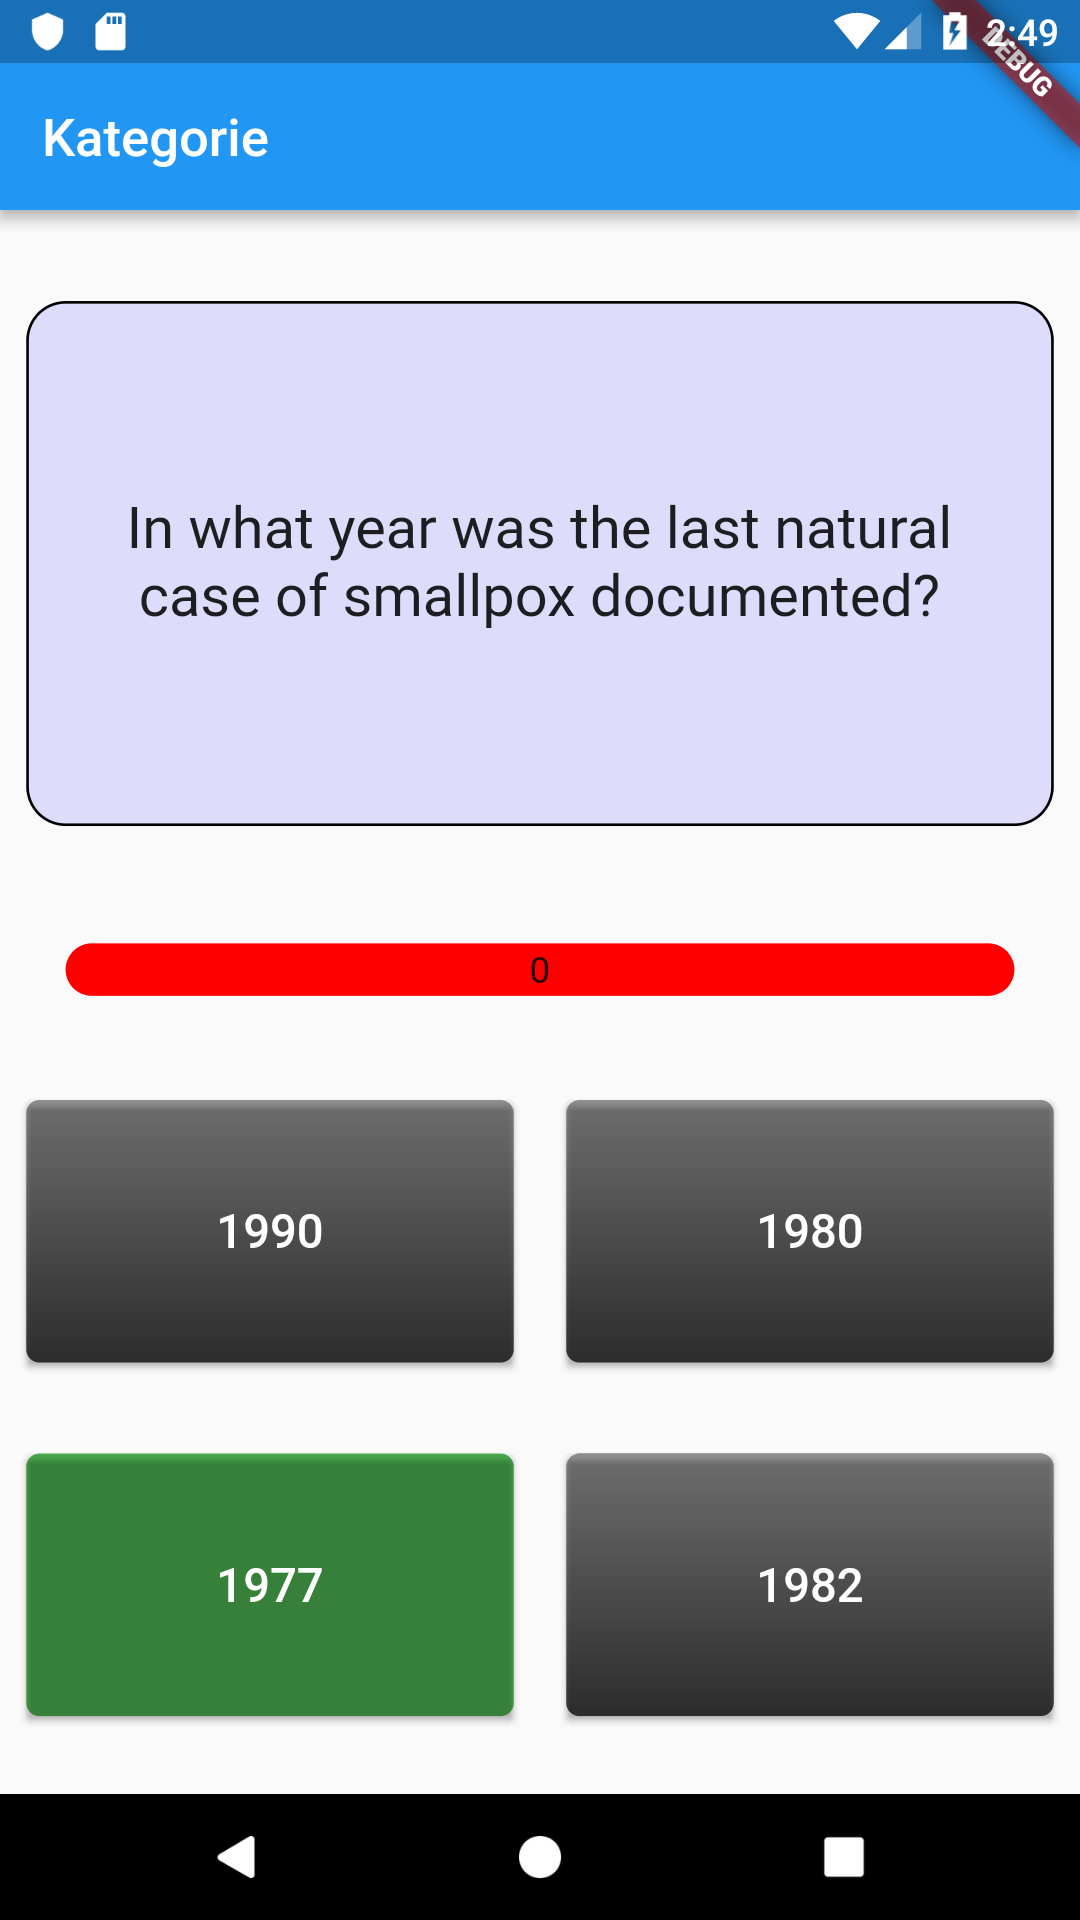 2:49
DEBUG
Kategorie
In what year was the last natural
case of smallpox documented?
0
1990
1980
1977
1982